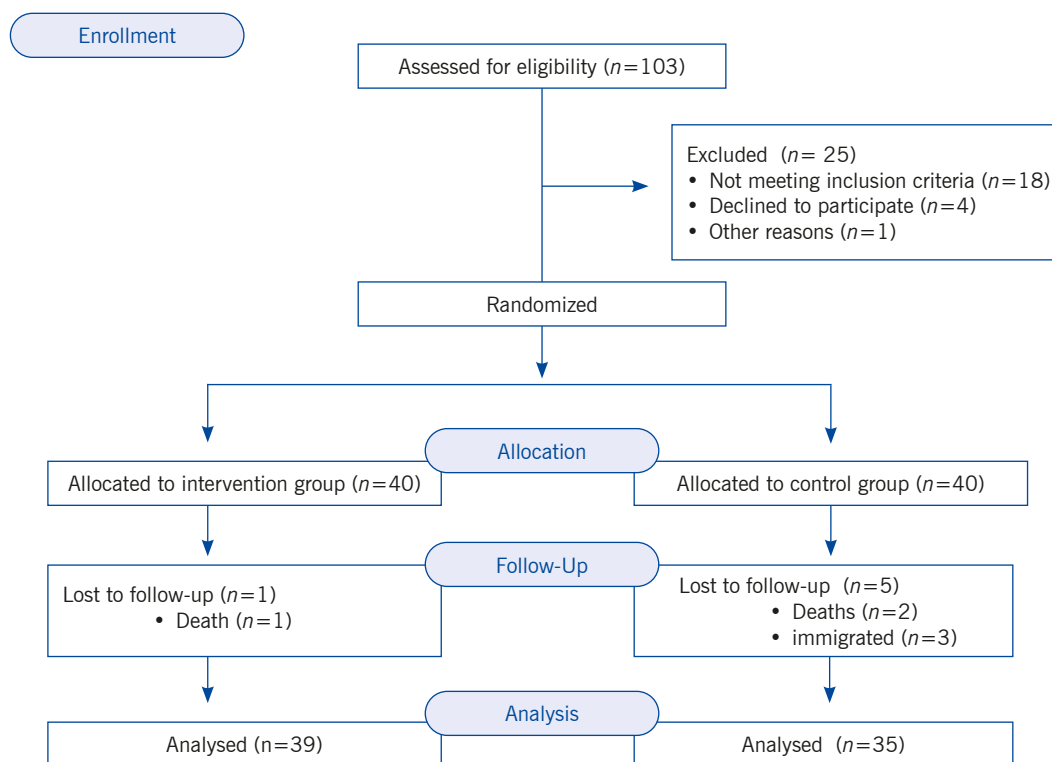 Enrollment
Assessed for eligibility (n=103)
Excluded (n= 25)
• Not meeting inclusion criteria (n=18)
• Declined to participate (n=4)
• Other reasons (n=1)
Randomized
Allocation
Allocated to intervention group (n=40)
Allocated to control group (n=40)
Follow-Up
Lost to follow-up (n=1)
• Death (n=1)
Lost to follow-up (n=5)
• Deaths (n=2)
• immigrated (n=3)
Analysis
Analysed (n=39)
Analysed (n=35)